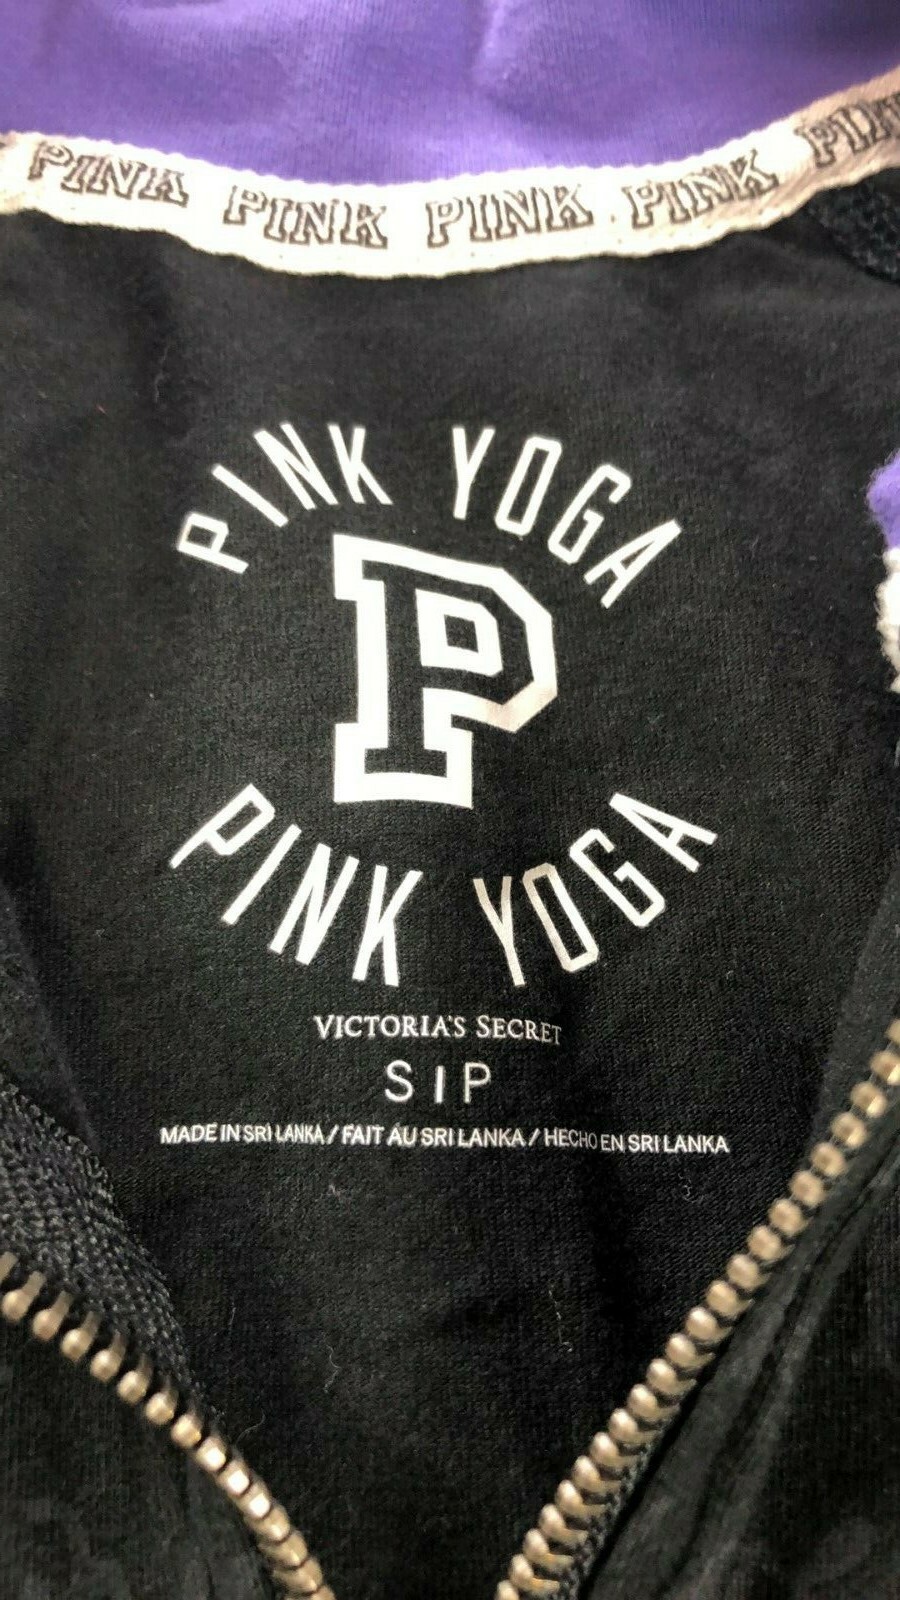 PINK PINK PINK PINK PINK
PINK YOGA
P
PINK YOGA
VICTORIA'S SECRET
S I P
MADE IN SRI LANKA / FAIT AU SRI LANKA / HECHO EN SRI LANKA